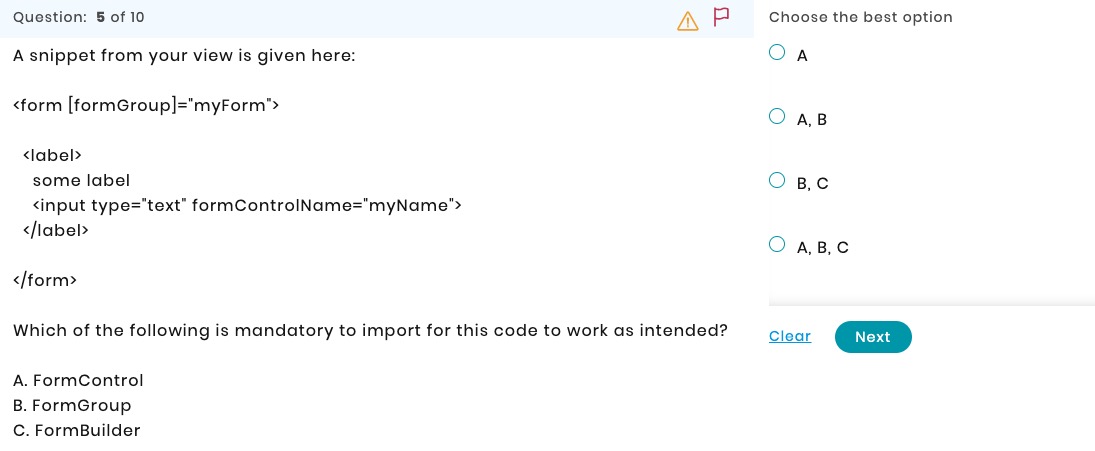 Question: 5 of 10
A snippet from your view is given here:
<form [formGroup]="myForm">
<label>
some label
<input type="text" formControlName="myName">
</label>
</form>
Which of the following is mandatory to import for this code to work as intended?
A. FormControl
B. FormGroup
C. FormBuilder
Choose the best option
A
A, B
B, C
A, B, C
Clear
Next